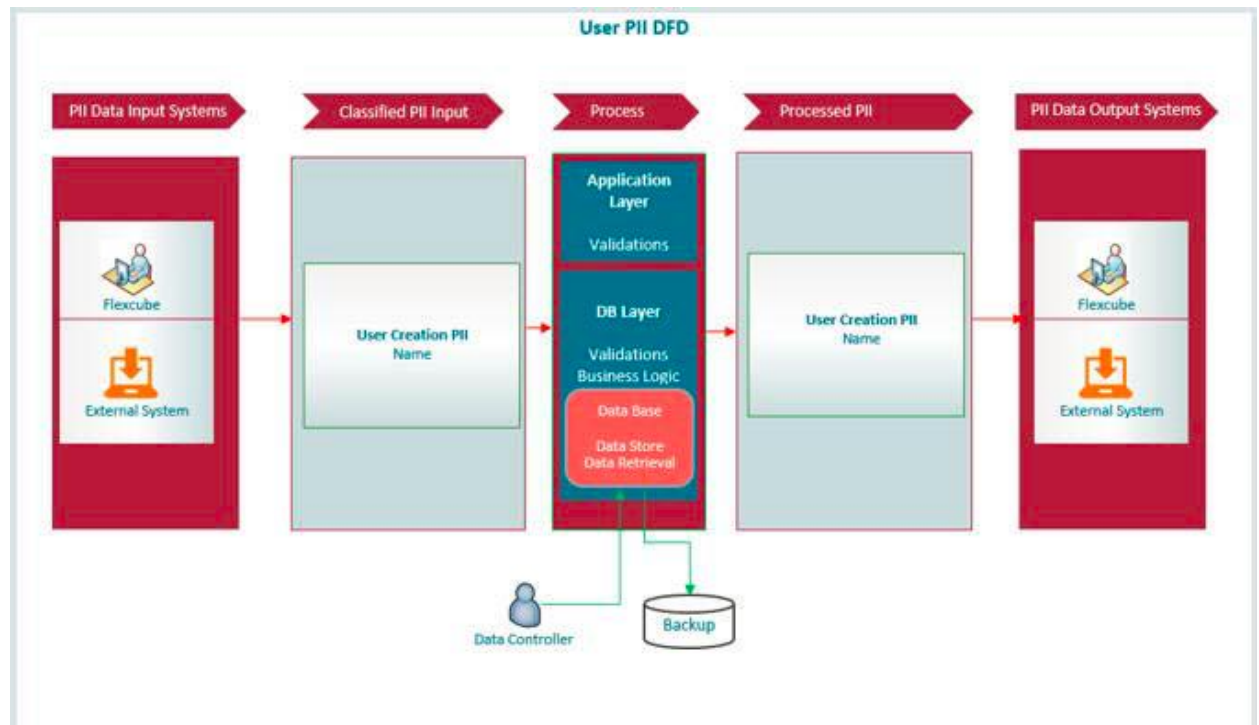 User PII DFD
PII Data Input Systems
Classified PII Input
Process
Processed PII
PII Data Output Systems
Flexcube
External System
User Creation PII
Name
Application
Layer
Validations
DB Layer
Validations
Business Logic
Data Base
Data Store
Data Retrieval
User Creation PII
Name
Flexcube
External System
Data Controller
Backup